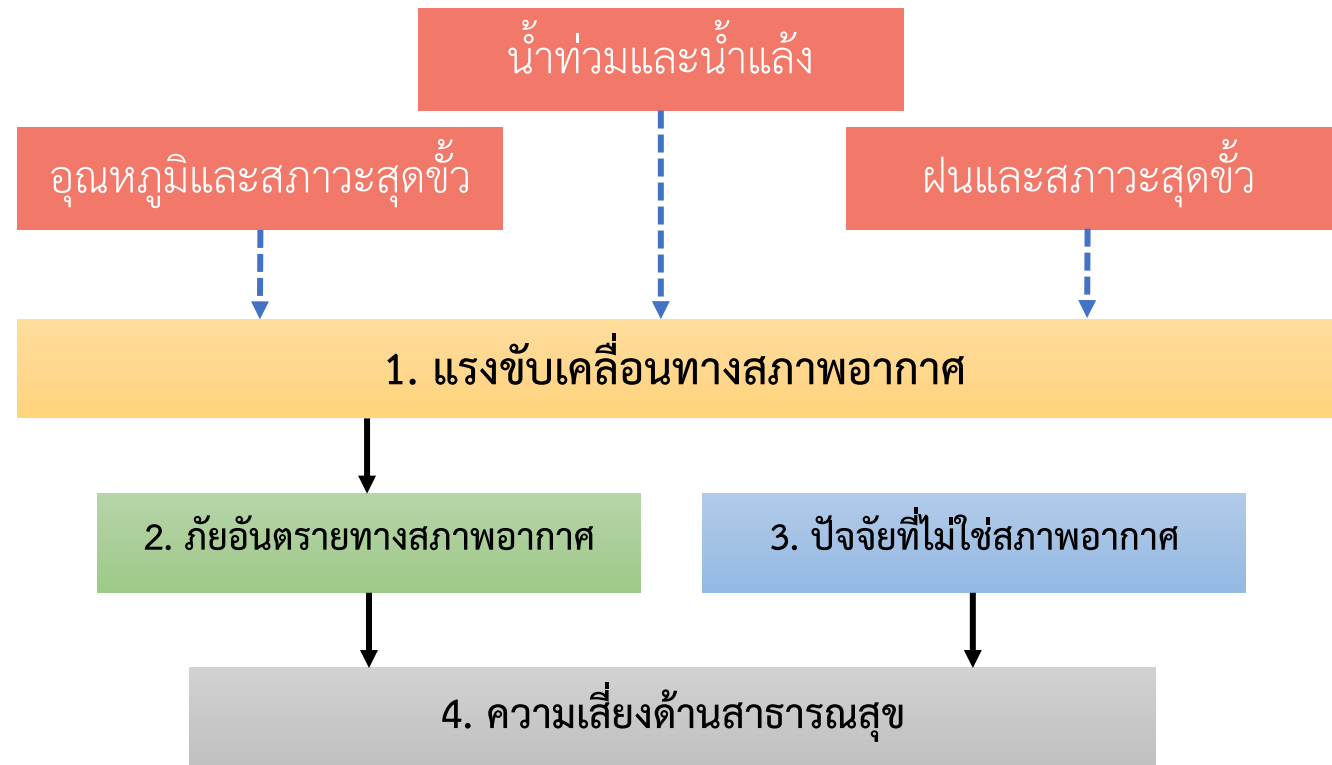 น้ำท่วมและน้ำแล้ง
อุณหภูมิและสภาวะสุดขั้ว
ฝนและสภาวะสุดขั้ว
1. แรงขับเคลื่อนทางสภาพอากาศ
2. ภัยอันตรายทางสภาพอากาศ
3. ปัจจัยที่ไม่ใช่สภาพอากาศ
4. ความเสี่ยงด้านสาธารณสุข